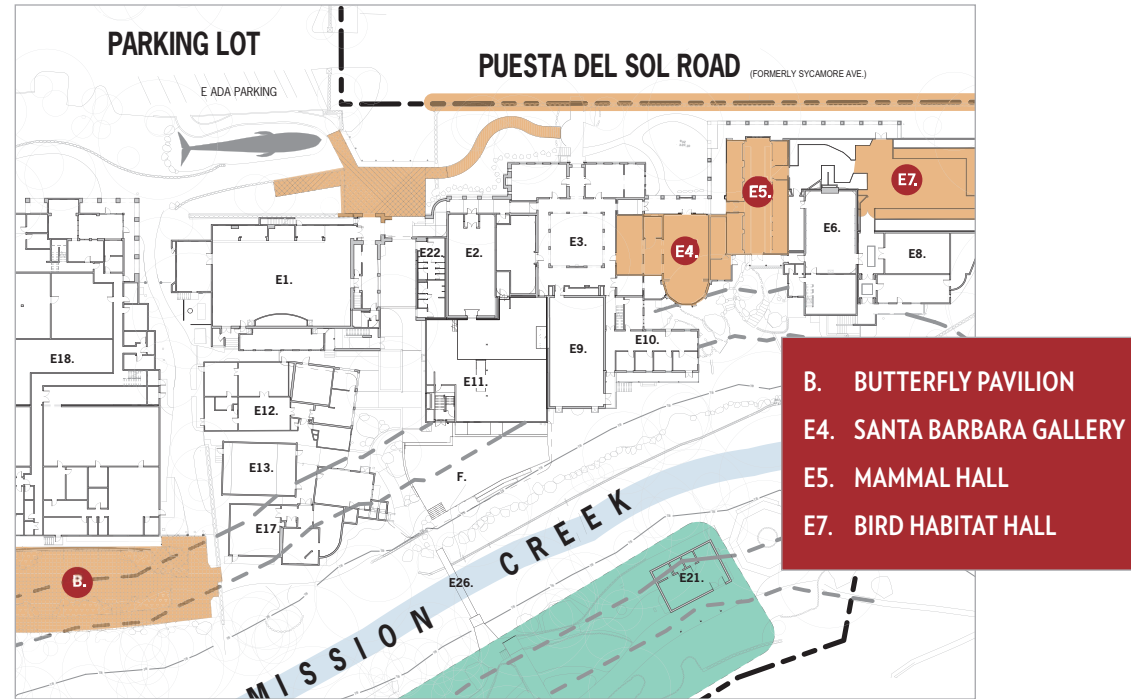 PARKING LOT
E ADA PARKING
PUESTA DEL SOL ROAD (FORMERLY SYCAMORE AVE.)
E5.
E7.
E22.
E2.
E3.
E4.
E6.
E8.
E1.
E18.
E10.
E9.
E11.
E12.
E13.
F.
E17.
B.
E26.
E21.
MISSION CREEK
B. BUTTERFLY PAVILION
E4. SANTA BARBARA GALLERY
E5. MAMMAL HALL
E7. BIRD HABITAT HALL